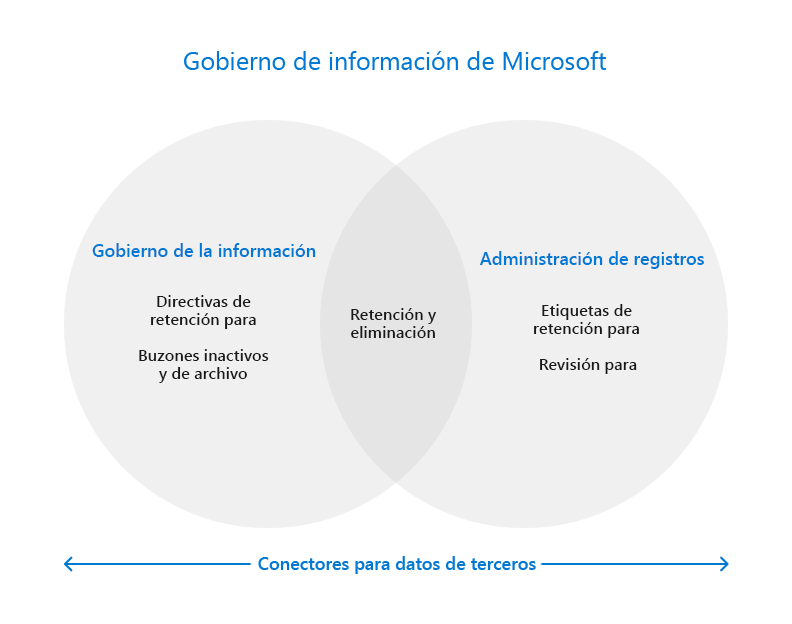 Gobierno de información de Microsoft
Gobierno de la información
Directivas de
retención para
Buzones inactivos
y de archivo
Retención y
eliminación
Administración de registros
Etiquetas de
retención para
Revisión para
Conectores para datos de terceros